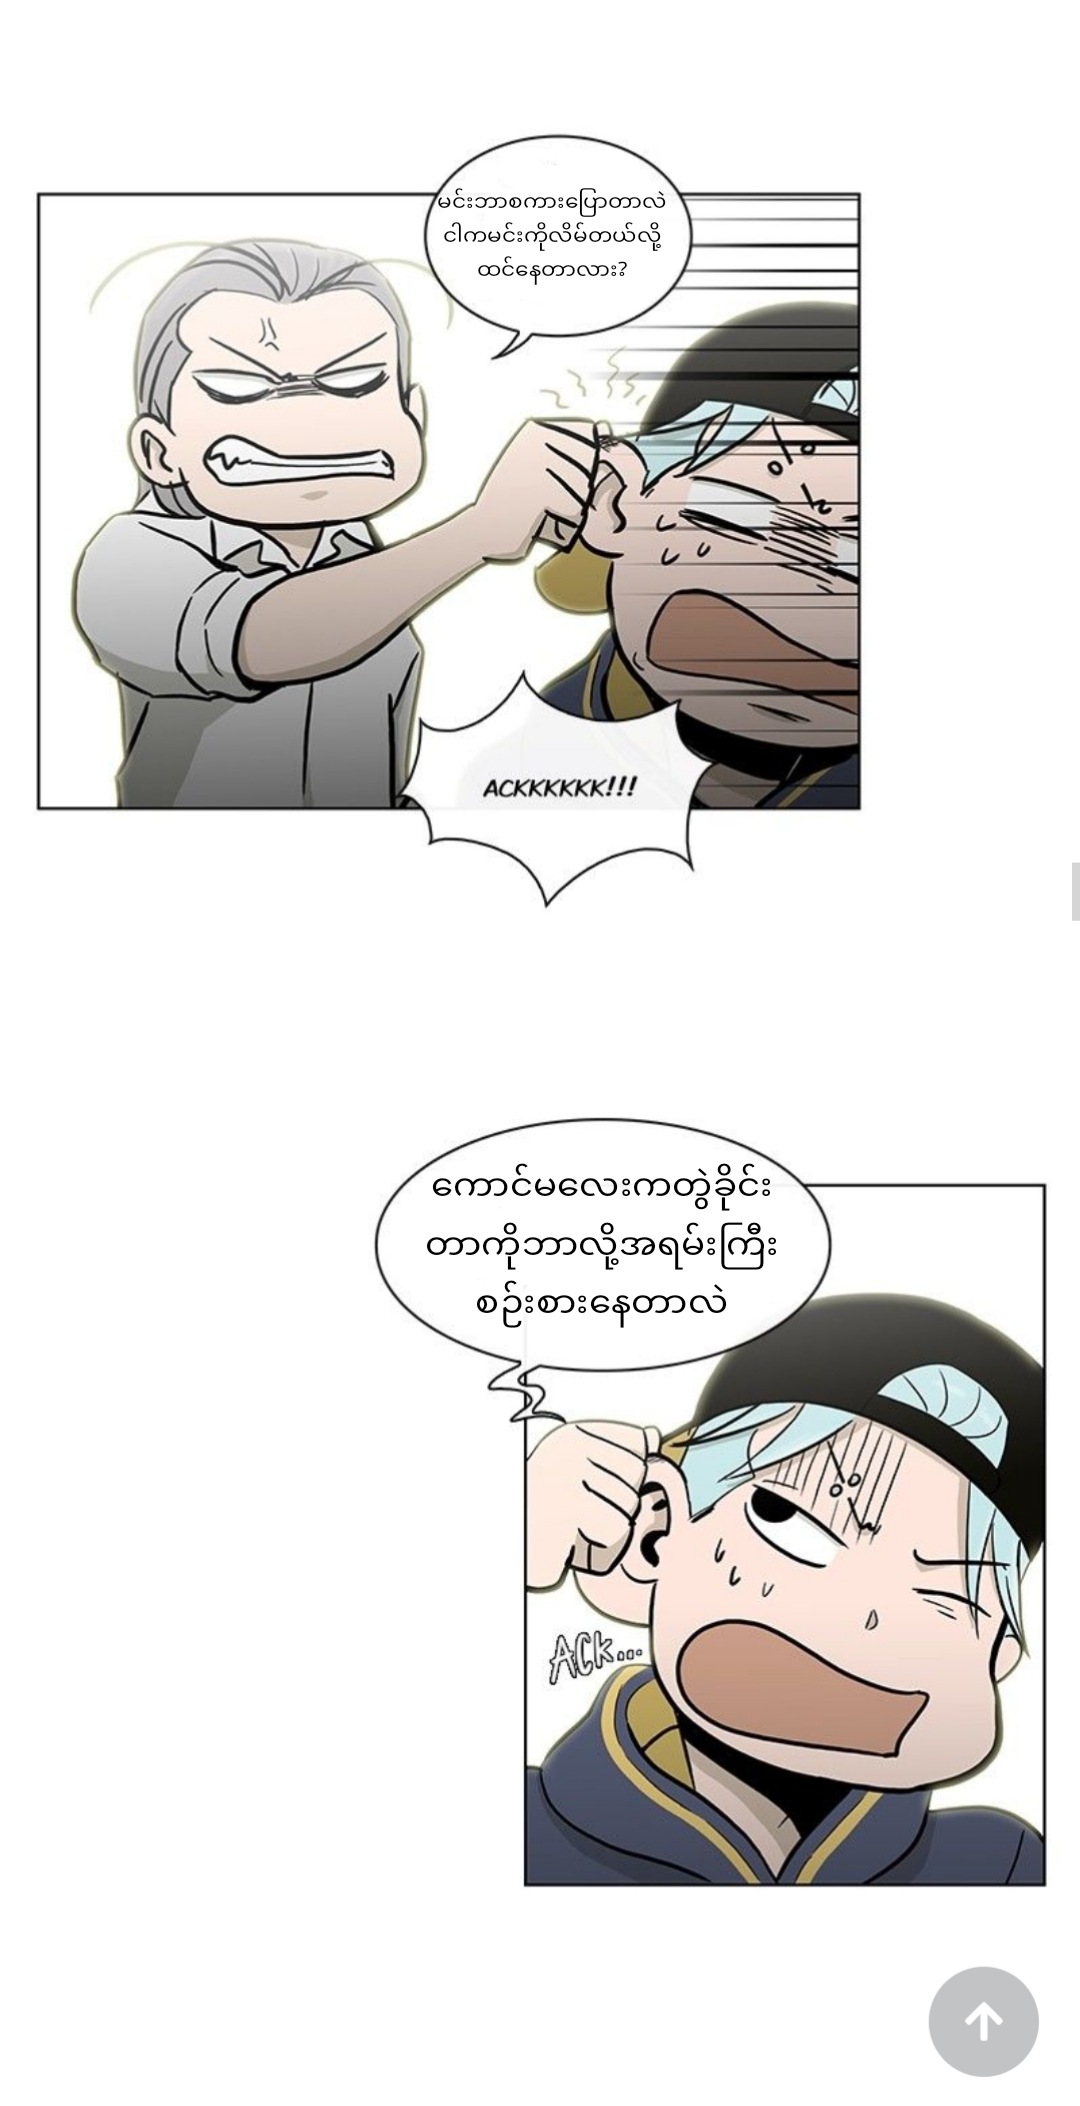 မင်းဘာစကားပြောတာလဲ
ငါကမင်းကိုလိမ်တယ်လို့
ထင်နေတာလား?
ACKKKKKK!!!
ကောင်မလေးကတွဲခိုင်း
တာကိုဘာလို့အရမ်းကြီး
စဉ်းစားနေတာလဲ
ACK...